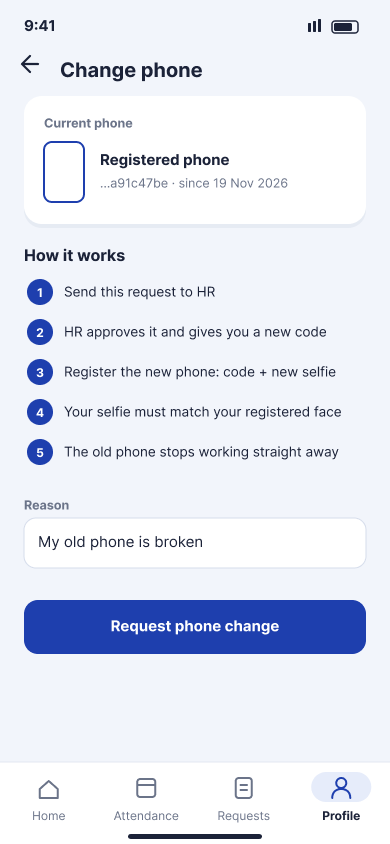 9:41
Change phone
Current phone
Registered phone
...a91c47be · since 19 Nov 2026
How it works
1 Send this request to HR
2 HR approves it and gives you a new code
3 Register the new phone: code + new selfie
4 Your selfie must match your registered face
5 The old phone stops working straight away
Reason
My old phone is broken
Request phone change
Home Attendance Requests Profile